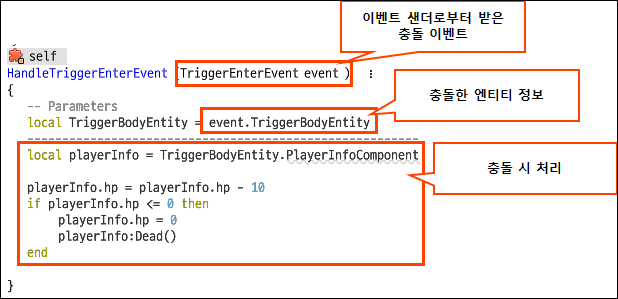 이벤트 샌더로부터 받은
충돌 이벤트
self
HandleTriggerEnterEvent (TriggerEnterEvent event )
{
충돌한 엔티티 정보
-- Parameters
local TriggerBodyEntity = event.TriggerBodyEntity
--------------------------------------------------------
local playerInfo = TriggerBodyEntity.PlayerInfoComponent
충돌 시 처리
playerInfo.hp = playerInfo.hp - 10
if playerInfo.hp <= 0 then
playerInfo.hp = 0
playerInfo:Dead()
end
}